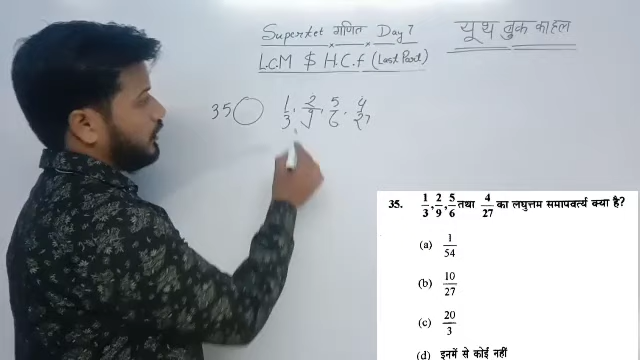 Superket गणित Day 7
यूथ बुक का हल
L.C.M $ H.C.f (Last Part)
35 1/3, 2/9, 5/6, 4/27
35. 1/3, 2/9, 5/6 तथा 4/27 का लघुत्तम समापवर्त्य क्या है?
(a) 1/54
(b) 10/27
(c) 20/3
(d) इनमें से कोई नहीं